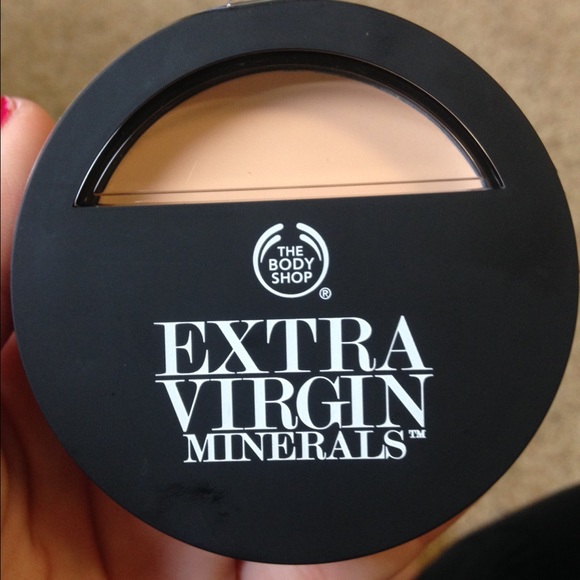 THE
BODY
SHOP
®
EXTRA
VIRGIN
MINERALS™